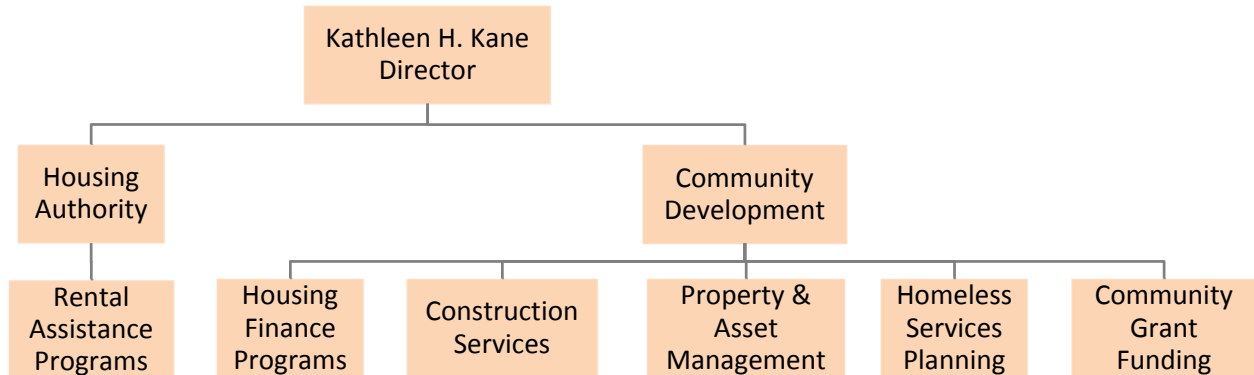 Kathleen H. Kane
Director
Housing
Authority
Community
Development
Rental
Assistance
Programs
Housing
Finance
Programs
Construction
Services
Property &
Asset
Management
Homeless
Services
Planning
Community
Grant
Funding